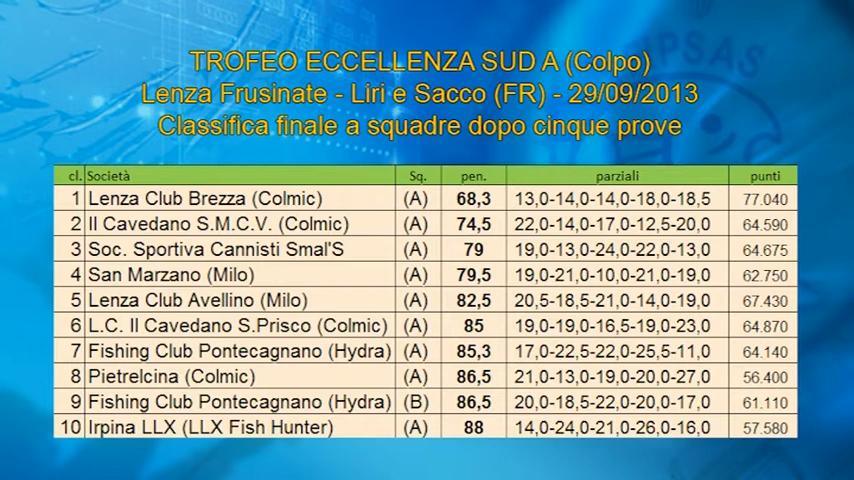 TROFEO ECCELLENZA SUD A (Colpo)
Lenza Frusinate - Liri e Sacco (FR) - 29/09/2013
Classifica finale a squadre dopo cinque prove
cl. Società Sq. pen. parziali punti
1 Lenza Club Brezza (Colmic) (A) 68,3 13,0-14,0-14,0-18,0-18,5 77.040
2 Il Cavedano S.M.C.V. (Colmic) (A) 74,5 22,0-14,0-17,0-12,5-20,0 64.590
3 Soc. Sportiva Cannisti Smal'S (A) 79 19,0-13,0-24,0-22,0-13,0 64.675
4 San Marzano (Milo) (A) 79,5 19,0-21,0-10,0-21,0-19,0 62.750
5 Lenza Club Avellino (Milo) (A) 82,5 20,5-18,5-21,0-14,0-19,0 67.430
6 L.C. Il Cavedano S.Prisco (Colmic) (A) 85 19,0-19,0-16,5-19,0-23,0 64.870
7 Fishing Club Pontecagnano (Hydra) (A) 85,3 17,0-22,5-22,0-25,5-11,0 64.140
8 Pietrelcina (Colmic) (A) 86,5 21,0-13,0-19,0-20,0-27,0 56.400
9 Fishing Club Pontecagnano (Hydra) (B) 86,5 20,0-18,5-22,0-20,0-17,0 61.110
10 Irpina LLX (LLX Fish Hunter) (A) 88 14,0-24,0-21,0-26,0-16,0 57.580